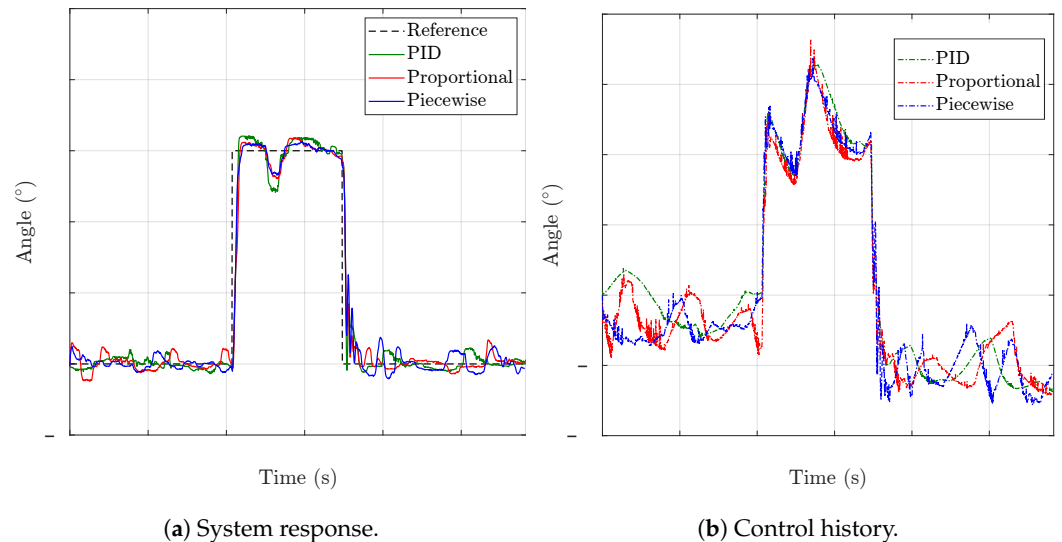 Reference
PID
Proportional
Piecewise
Angle (°)
Time (s)
(a) System response.
PID
Proportional
Piecewise
Angle (°)
Time (s)
(b) Control history.